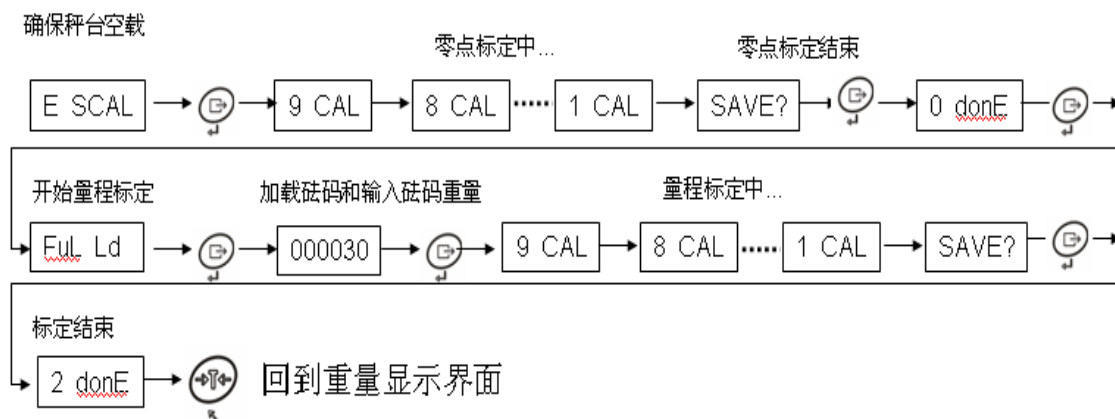 确保秤台空载
零点标定中...
零点标定结束
E SCAL
9 CAL
8 CAL
1 CAL
SAVE?
0 donE
开始量程标定
加载砝码和输入砝码重量
量程标定中...
FuL Ld
000030
9 CAL
8 CAL
1 CAL
SAVE?
标定结束
2 donE
回到重量显示界面